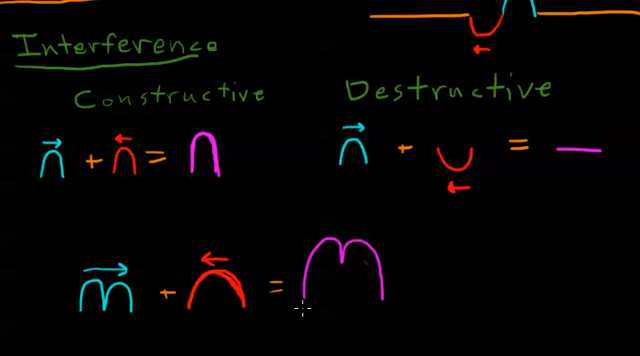 Interference
Constructive
Destructive
+ =
+ =
+ =